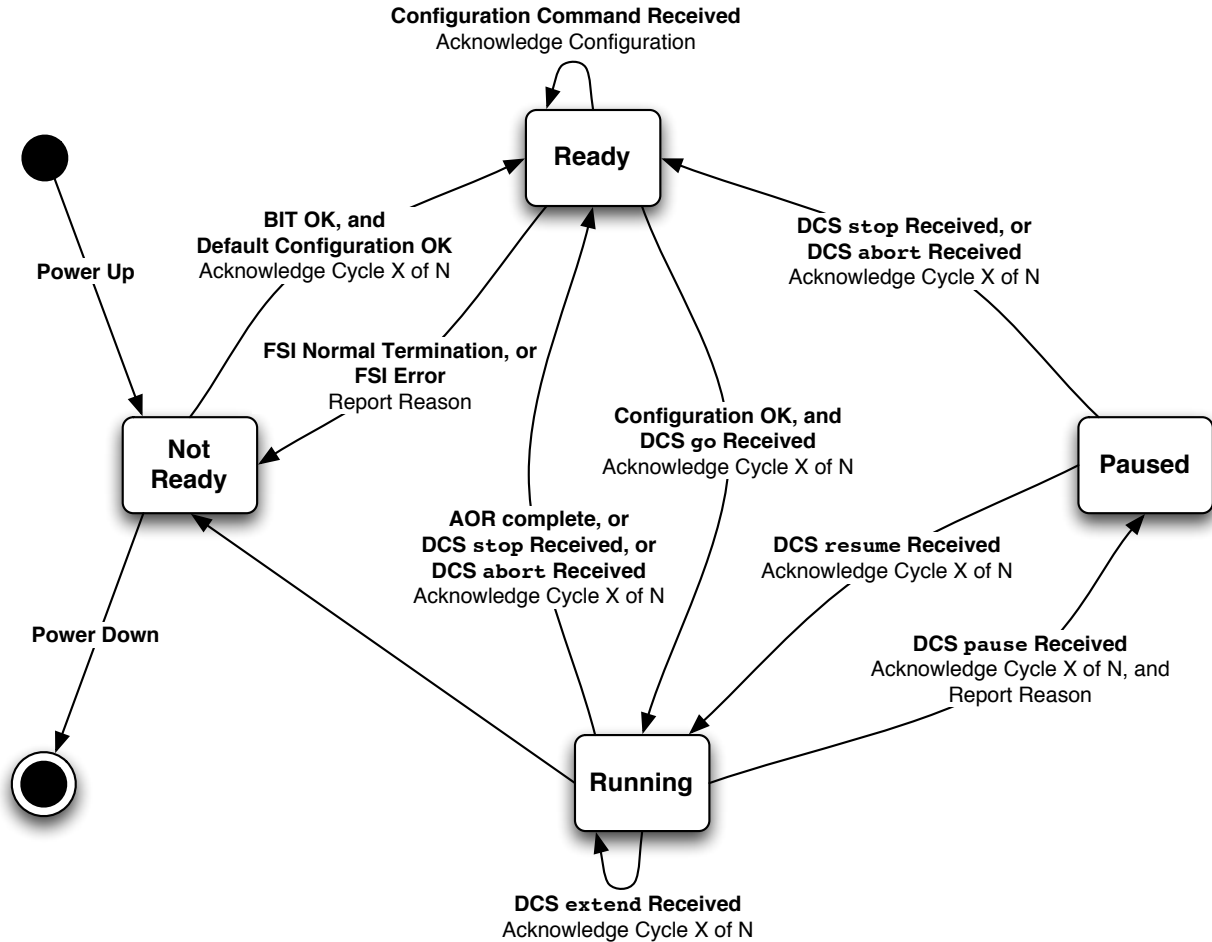 Configuration Command Received
Acknowledge Configuration
Ready
BIT OK, and
Default Configuration OK
Acknowledge Cycle X of N
DCS stop Received, or
DCS abort Received
Acknowledge Cycle X of N
Power Up
FSI Normal Termination, or
FSI Error
Report Reason
Configuration OK, and
DCS go Received
Acknowledge Cycle X of N
Not
Ready
Paused
AOR complete, or
DCS stop Received, or
DCS abort Received
Acknowledge Cycle X of N
DCS resume Received
Acknowledge Cycle X of N
Power Down
DCS pause Received
Acknowledge Cycle X of N, and
Report Reason
Running
DCS extend Received
Acknowledge Cycle X of N